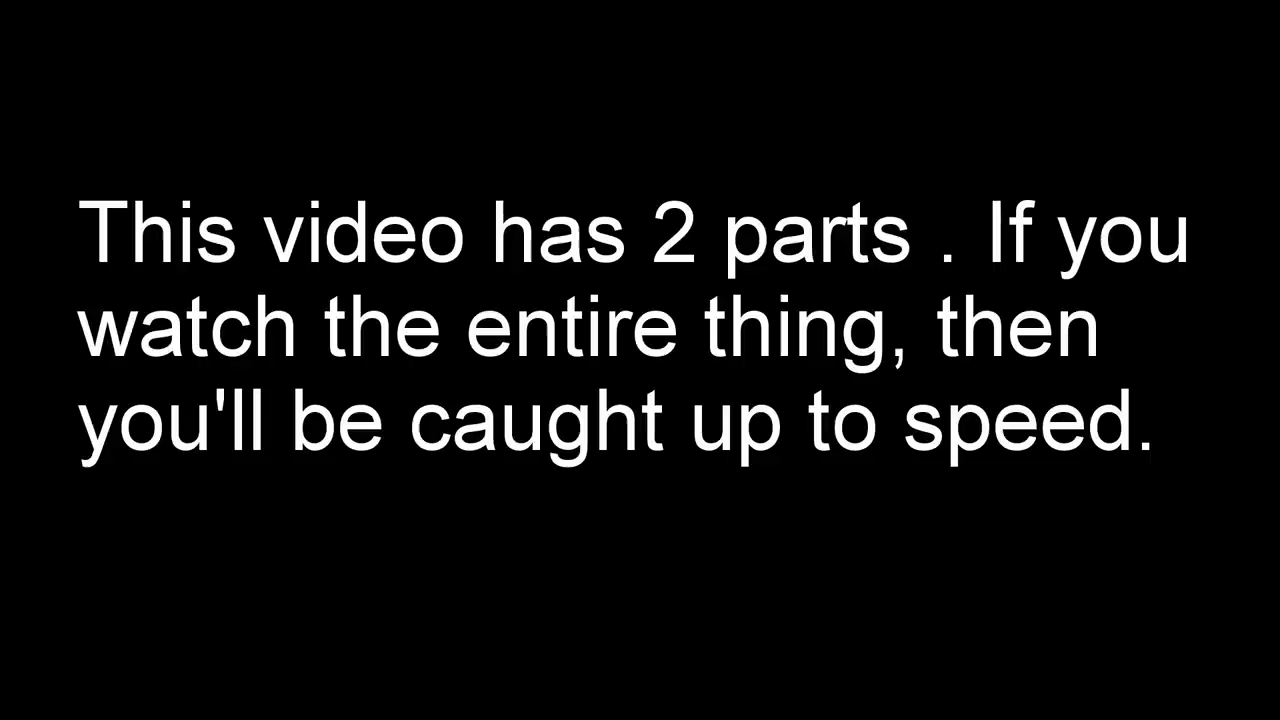 This video has 2 parts . If you
watch the entire thing, then
you'll be caught up to speed.